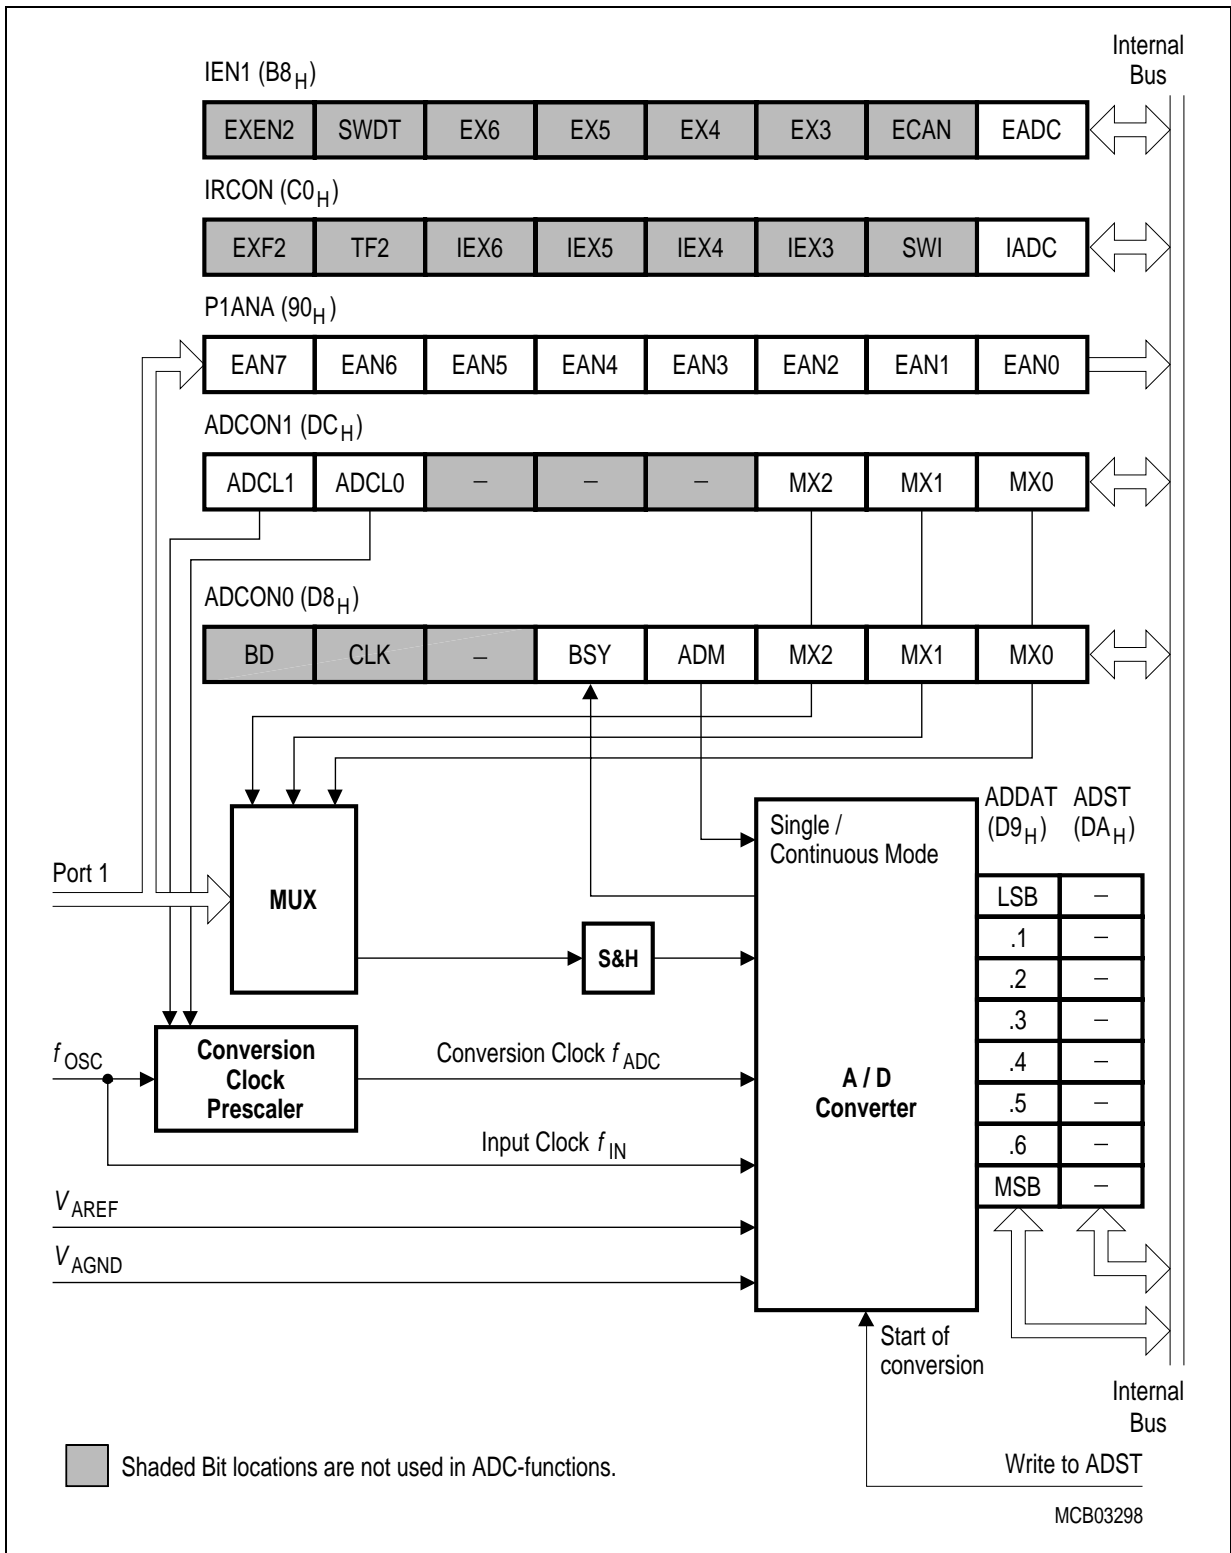 Internal
Bus
IEN1 (B8H)
EXEN2 SWDT EX6 EX5 EX4 EX3 ECAN EADC
IRCON (C0H)
EXF2 TF2 IEX6 IEX5 IEX4 IEX3 SWI IADC
P1ANA (90H)
EAN7 EAN6 EAN5 EAN4 EAN3 EAN2 EAN1 EAN0
ADCON1 (DCH)
ADCL1 ADCL0 – – – MX2 MX1 MX0
ADCON0 (D8H)
BD CLK – BSY ADM MX2 MX1 MX0
ADDAT ADST
(D9H) (DAH)
Single /
Continuous Mode
Port 1
MUX
S&H
LSB –
.1 –
.2 –
.3 –
.4 –
.5 –
.6 –
MSB –
fOSC
Conversion
Clock
Prescaler
Conversion Clock fADC
A / D
Converter
Input Clock fIN
VAREF
VAGND
Start of
conversion
Internal
Bus
Write to ADST
Shaded Bit locations are not used in ADC-functions.
MCB03298